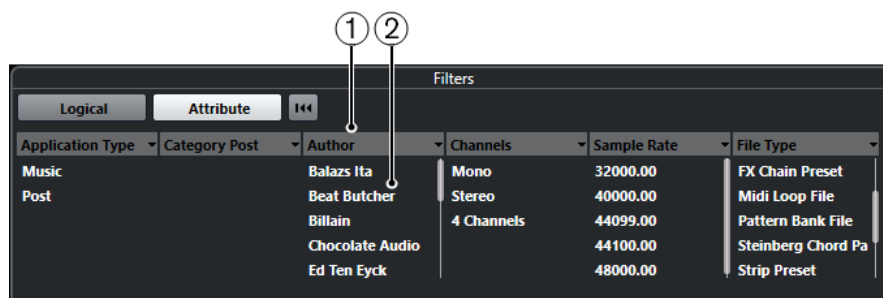 1 2
Filters
Logical Attribute
Application Type Category Post Author Channels Sample Rate File Type
Music Balazs Ita Mono 32000.00 FX Chain Preset
Post Beat Butcher Stereo 40000.00 Midi Loop File
Billain 4 Channels 44099.00 Pattern Bank File
Chocolate Audio 44100.00 Steinberg Chord Pa
Ed Ten Eyck 48000.00 Strip Preset